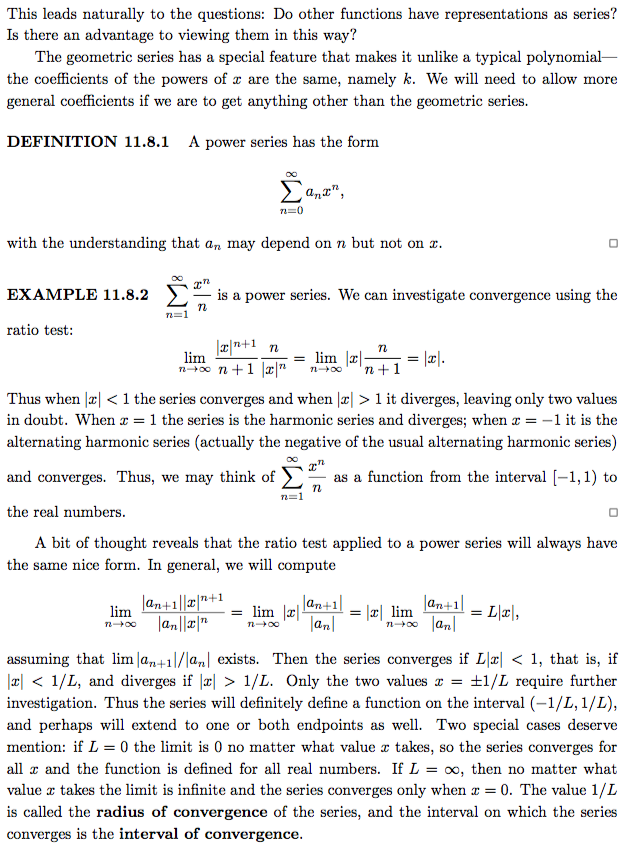 This leads naturally to the questions: Do other functions have representations as series?
Is there an advantage to viewing them in this way?
The geometric series has a special feature that makes it unlike a typical polynomial—
the coefficients of the powers of x are the same, namely k. We will need to allow more
general coefficients if we are to get anything other than the geometric series.
DEFINITION 11.8.1 A power series has the form
$\sum_{n=0}^{\infty} a_n x^n,$
with the understanding that $a_n$ may depend on n but not on x. □
EXAMPLE 11.8.2 $\sum_{n=1}^{\infty} \frac{x^n}{n}$ is a power series. We can investigate convergence using the
ratio test:
$\lim_{n\to\infty} \frac{|x|^{n+1}}{n+1} \frac{n}{|x|^n} = \lim_{n\to\infty} |x| \frac{n}{n+1} = |x|.$
Thus when |x| < 1 the series converges and when |x| > 1 it diverges, leaving only two values
in doubt. When x = 1 the series is the harmonic series and diverges; when x = −1 it is the
alternating harmonic series (actually the negative of the usual alternating harmonic series)
and converges. Thus, we may think of $\sum_{n=1}^{\infty} \frac{x^n}{n}$ as a function from the interval [−1, 1) to
the real numbers. □
A bit of thought reveals that the ratio test applied to a power series will always have
the same nice form. In general, we will compute
$\lim_{n\to\infty} \frac{|a_{n+1}||x|^{n+1}}{|a_n||x|^n} = \lim_{n\to\infty} |x| \frac{|a_{n+1}|}{|a_n|} = |x| \lim_{n\to\infty} \frac{|a_{n+1}|}{|a_n|} = L|x|,$
assuming that $\lim |a_{n+1}|/|a_n|$ exists. Then the series converges if L|x| < 1, that is, if
|x| < 1/L, and diverges if |x| > 1/L. Only the two values x = ±1/L require further
investigation. Thus the series will definitely define a function on the interval (−1/L, 1/L),
and perhaps will extend to one or both endpoints as well. Two special cases deserve
mention: if L = 0 the limit is 0 no matter what value x takes, so the series converges for
all x and the function is defined for all real numbers. If L = ∞, then no matter what
value x takes the limit is infinite and the series converges only when x = 0. The value 1/L
is called the radius of convergence of the series, and the interval on which the series
converges is the interval of convergence.